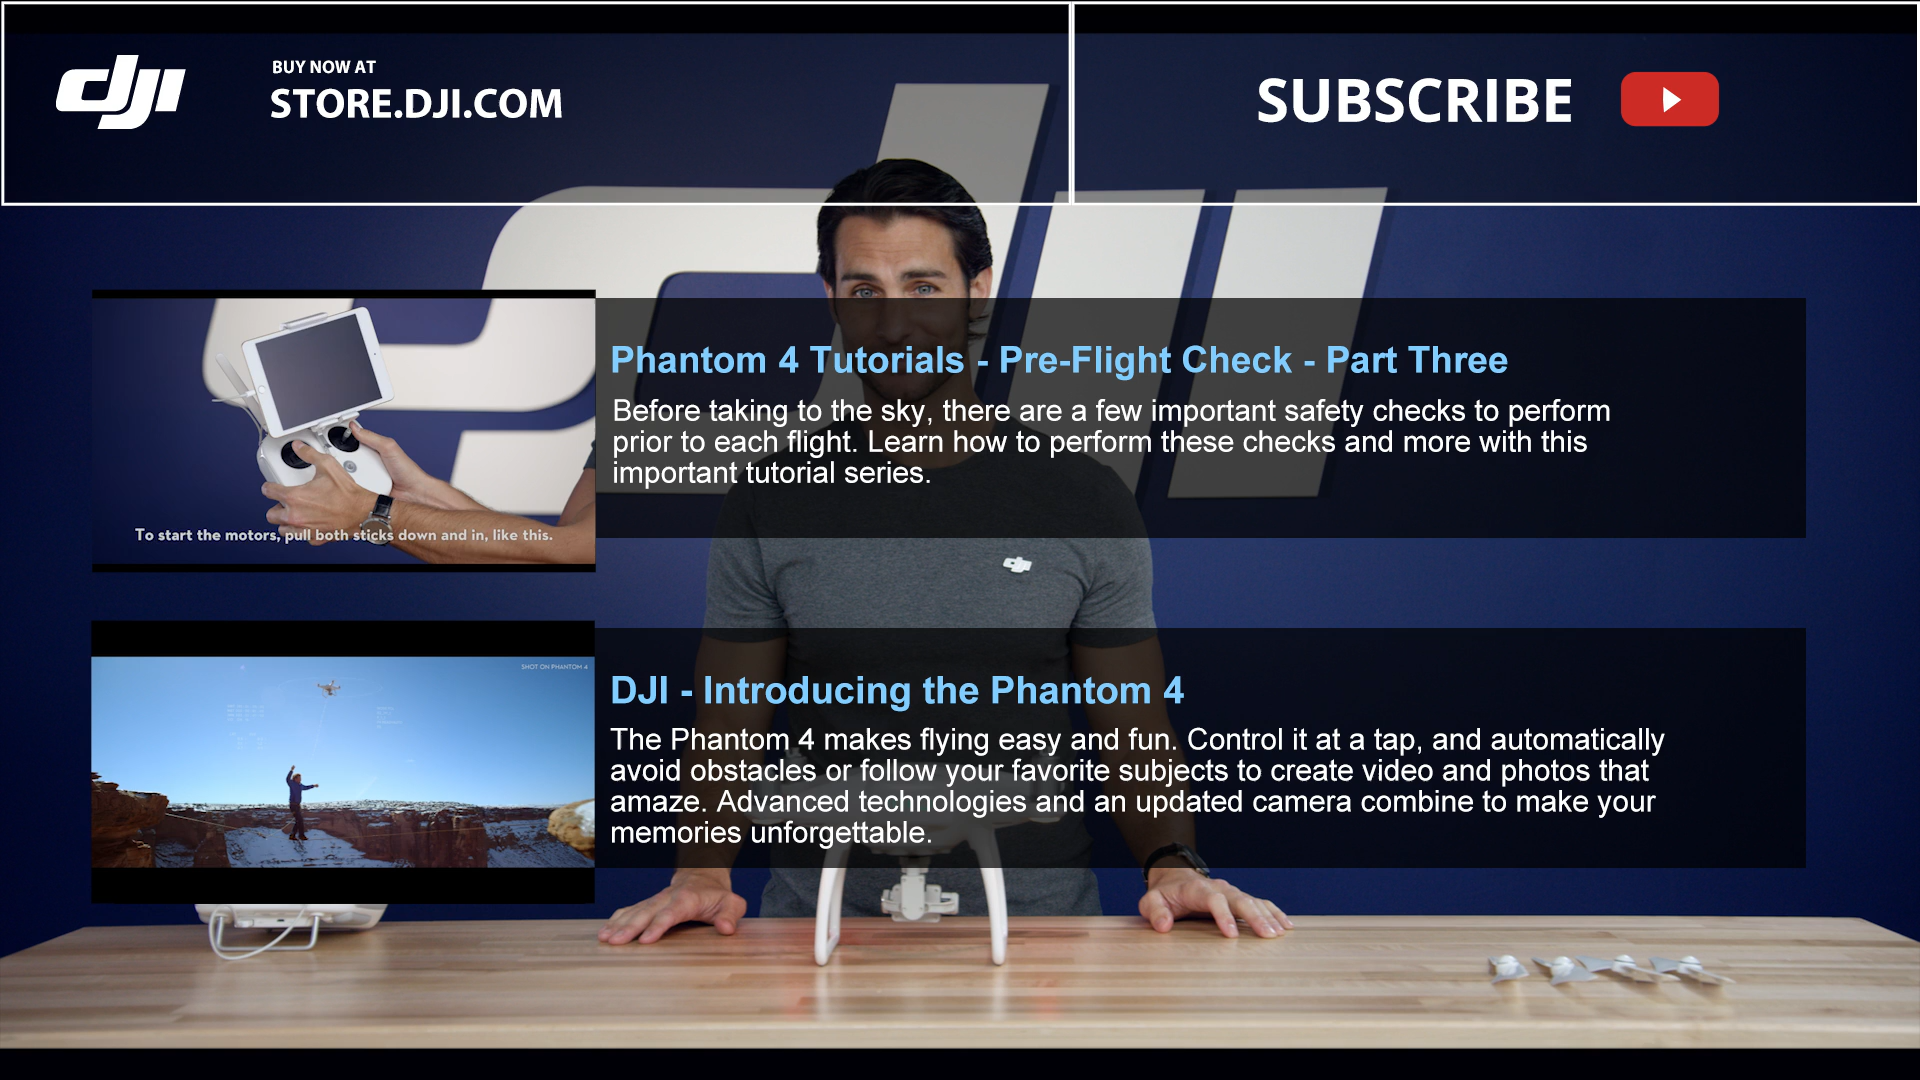 dji
BUY NOW AT
STORE.DJI.COM
SUBSCRIBE
dji
Phantom 4 Tutorials - Pre-Flight Check - Part Three
Before taking to the sky, there are a few important safety checks to perform
prior to each flight. Learn how to perform these checks and more with this
important tutorial series.
To start the motors, pull both sticks down and in, like this.
SHOT ON PHANTOM 4
DJI - Introducing the Phantom 4
The Phantom 4 makes flying easy and fun. Control it at a tap, and automatically
avoid obstacles or follow your favorite subjects to create video and photos that
amaze. Advanced technologies and an updated camera combine to make your
memories unforgettable.